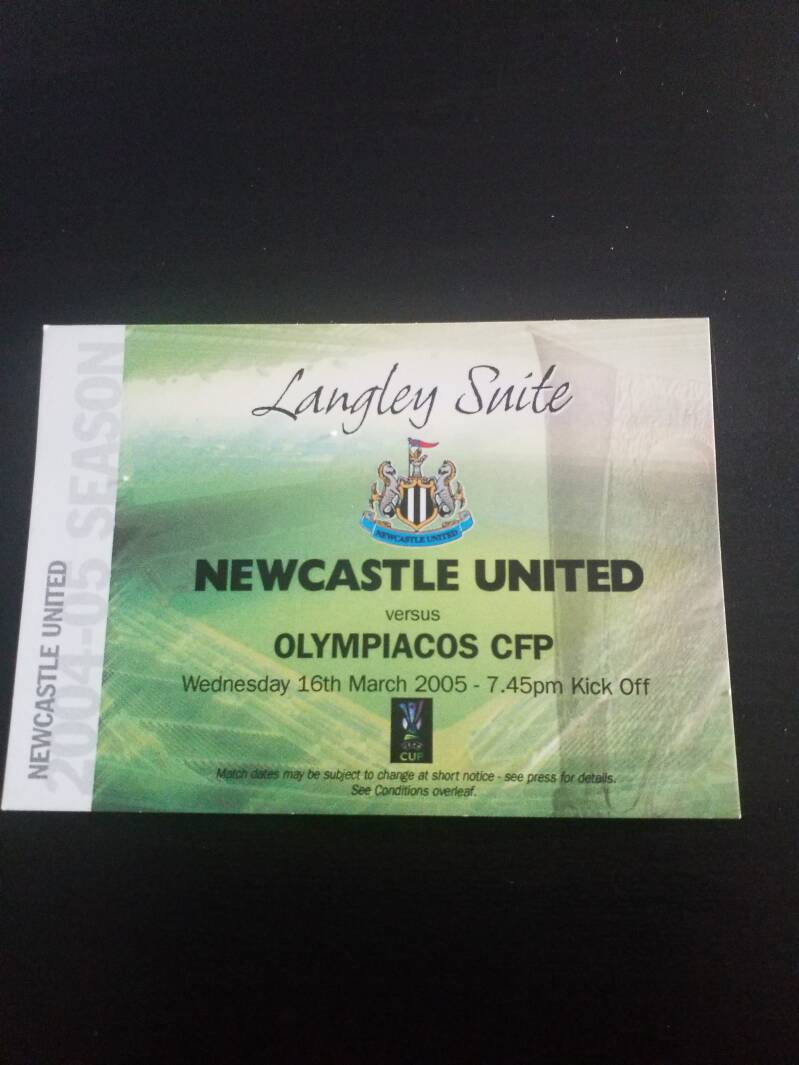 Langley Suite
NEWCASTLE UNITED
NEWCASTLE UNITED
versus
OLYMPIACOS CFP
Wednesday 16th March 2005 - 7.45pm Kick Off
CUP
Match dates may be subject to change at short notice - see press for details.
See Conditions overleaf.
NEWCASTLE UNITED
2004-05 SEASON